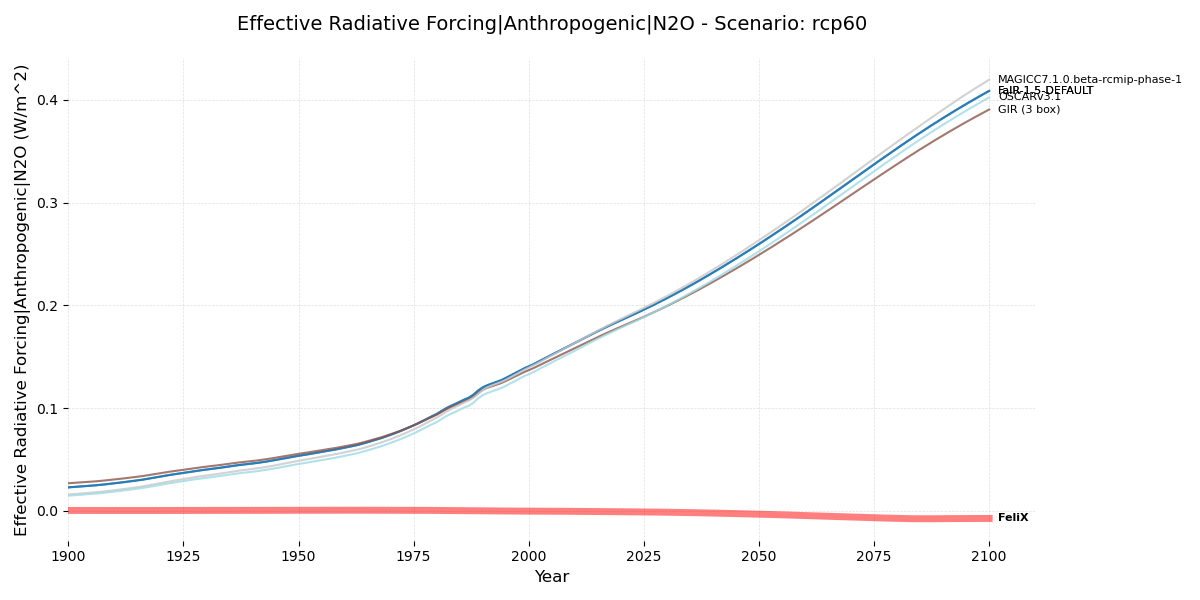 Effective Radiative Forcing|Anthropogenic|N2O - Scenario: rcp60
Effective Radiative Forcing|Anthropogenic|N2O (W/m^2)
0.4
0.3
0.2
0.1
0.0
1900
1925
1950
1975
2000
2025
2050
2075
2100
Year
MAGICC7.1.0.beta-rcmip-phase-1
FaIR-1.5-DEFAULT
OSCARv3.1
GIR (3 box)
FeliX